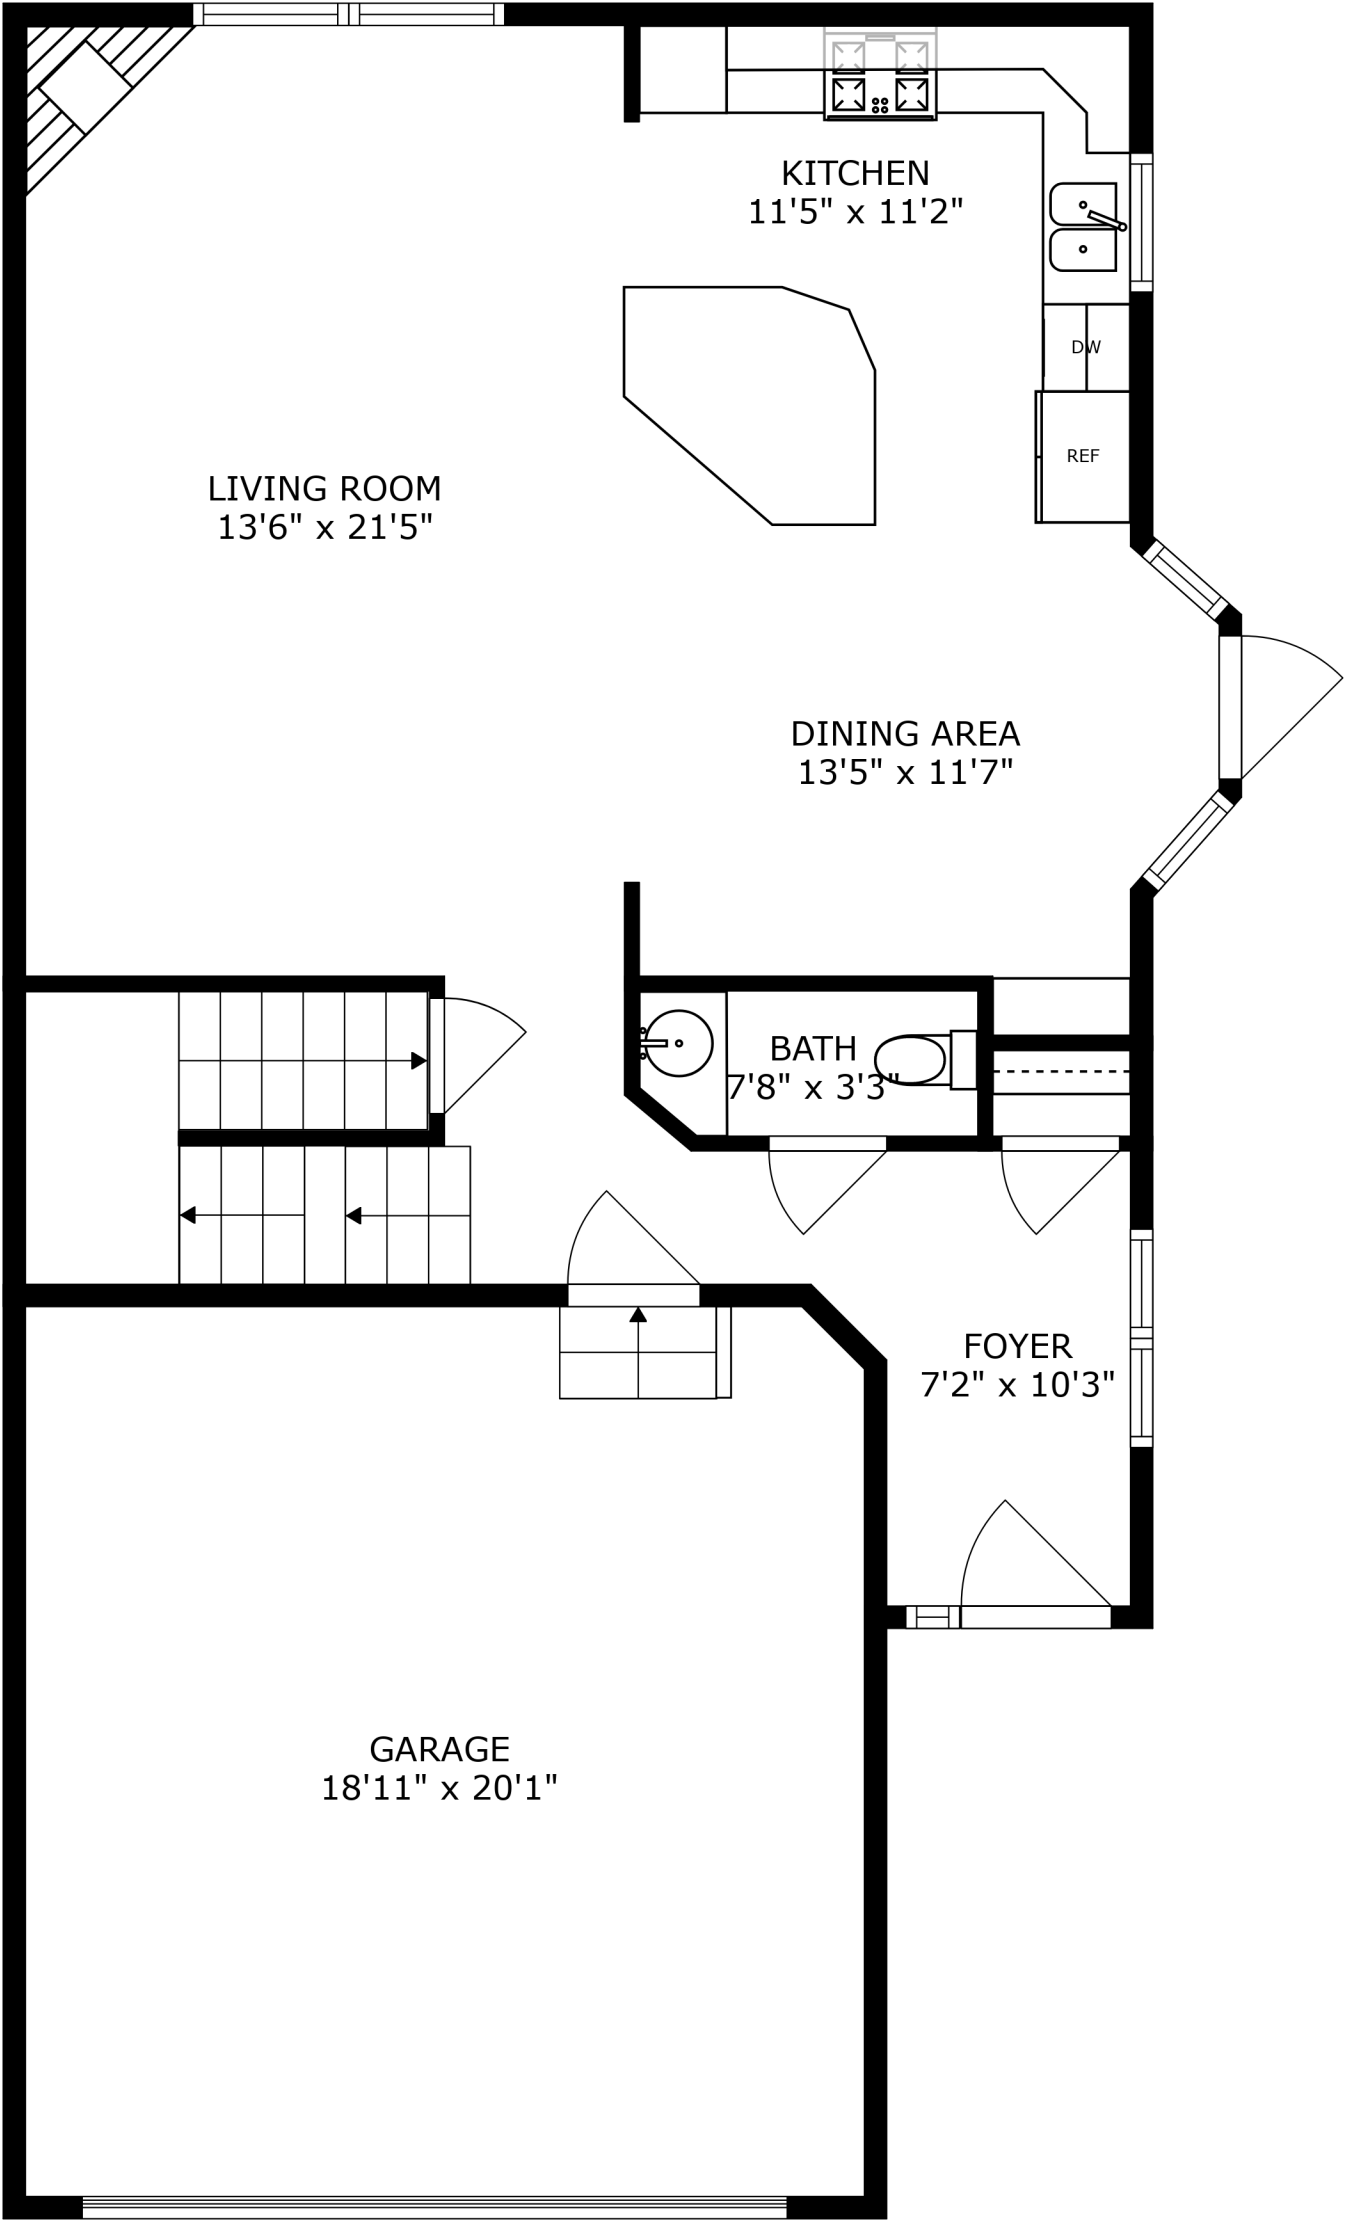 KITCHEN
11'5" x 11'2"
DW
REF
LIVING ROOM
13'6" x 21'5"
DINING AREA
13'5" x 11'7"
BATH
7'8" x 3'3"
FOYER
7'2" x 10'3"
GARAGE
18'11" x 20'1"